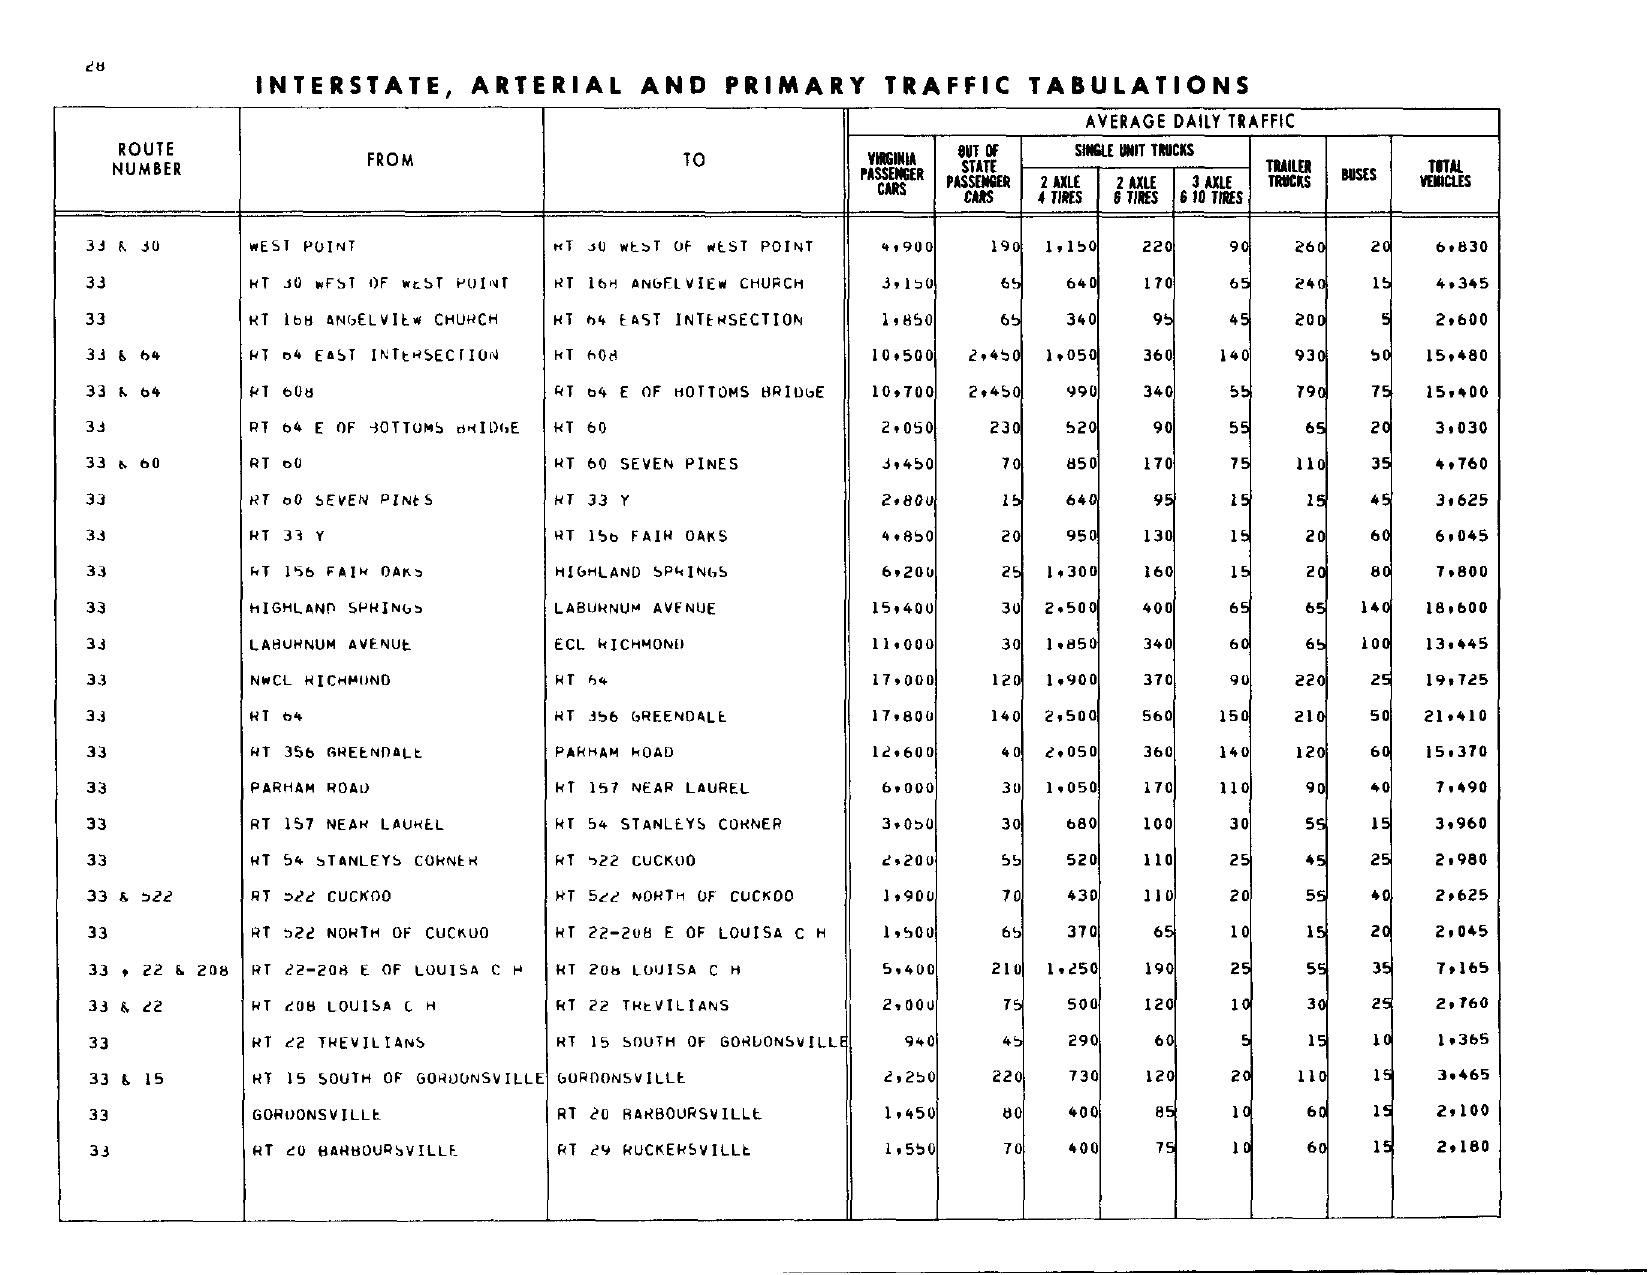 28
INTERSTATE, ARTERIAL AND PRIMARY TRAFFIC TABULATIONS
AVERAGE DAILY TRAFFIC
ROUTE NUMBER FROM TO VIRGINIA PASSENGER CARS OUT OF STATE PASSENGER CARS SINGLE UNIT TRUCKS 2 AXLE 4 TIRES 2 AXLE 6 TIRES 3 AXLE 6 10 TIRES TRAILER TRUCKS BUSES TOTAL VEHICLES
33 & 30 WEST POINT RT 30 WEST OF WEST POINT 4,900 190 1,150 220 90 260 20 6,830
33 RT 30 WEST OF WEST POINT RT 168 ANGELVIEW CHURCH 3,150 65 640 170 65 240 15 4,345
33 RT 168 ANGELVIEW CHURCH RT 64 EAST INTERSECTION 1,850 65 340 95 45 200 5 2,600
33 & 64 RT 64 EAST INTERSECTION RT 608 10,500 2,450 1,050 360 140 930 50 15,480
33 & 64 RT 608 RT 64 E OF BOTTOMS BRIDGE 10,700 2,450 990 340 55 790 75 15,400
33 RT 64 E OF BOTTOMS BRIDGE RT 60 2,050 230 520 90 55 65 20 3,030
33 & 60 RT 60 RT 60 SEVEN PINES 3,450 70 850 170 75 110 35 4,760
33 RT 60 SEVEN PINES RT 33 Y 2,800 15 640 95 15 15 45 3,625
33 RT 33 Y RT 156 FAIR OAKS 4,850 20 950 130 15 20 60 6,045
33 RT 156 FAIR OAKS HIGHLAND SPRINGS 6,200 25 1,300 160 15 20 80 7,800
33 HIGHLAND SPRINGS LABURNUM AVENUE 15,400 30 2,500 400 65 65 140 18,600
33 LABURNUM AVENUE ECL RICHMOND 11,000 30 1,850 340 60 65 100 13,445
33 NWCL RICHMOND RT 64 17,000 120 1,900 370 90 220 25 19,725
33 RT 64 RT 356 GREENDALE 17,800 140 2,500 560 150 210 50 21,410
33 RT 356 GREENDALE PARHAM ROAD 12,600 40 2,050 360 140 120 60 15,370
33 PARHAM ROAD RT 157 NEAR LAUREL 6,000 30 1,050 170 110 90 40 7,490
33 RT 157 NEAR LAUREL RT 54 STANLEYS CORNER 3,050 30 680 100 30 55 15 3,960
33 RT 54 STANLEYS CORNER RT 522 CUCKOO 2,200 55 520 110 25 45 25 2,980
33 & 522 RT 522 CUCKOO RT 522 NORTH OF CUCKOO 1,900 70 430 110 20 55 40 2,625
33 RT 522 NORTH OF CUCKOO RT 22-208 E OF LOUISA C H 1,500 65 370 65 10 15 20 2,045
33 , 22 & 208 RT 22-208 E OF LOUISA C H RT 208 LOUISA C H 5,400 210 1,250 190 25 55 35 7,165
33 & 22 RT 208 LOUISA C H RT 22 TREVILIANS 2,000 75 500 120 10 30 25 2,760
33 RT 22 TREVILIANS RT 15 SOUTH OF GORDONSVILLE 940 45 290 60 5 15 10 1,365
33 & 15 RT 15 SOUTH OF GORDONSVILLE GORDONSVILLE 2,250 220 730 120 20 110 15 3,465
33 GORDONSVILLE RT 20 BARBOURSVILLE 1,450 80 400 85 10 60 15 2,100
33 RT 20 BARBOURSVILLE RT 29 RUCKERSVILLE 1,550 70 400 75 10 60 15 2,180